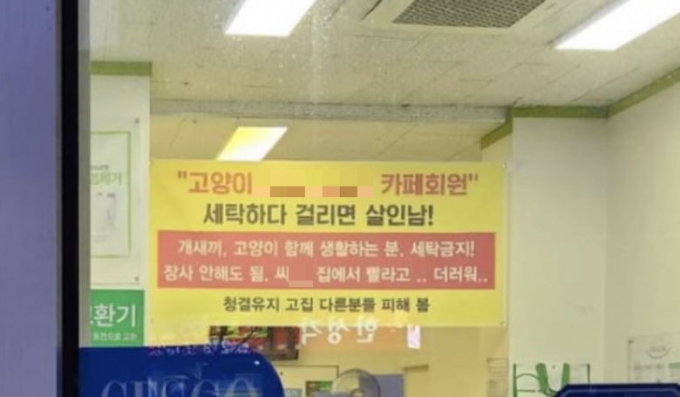 "고양이 카페회원"
세탁하다 걸리면 살인남!
개새끼, 고양이 함께 생활하는 분. 세탁금지!
장사 안해도 됨. 씨 집에서 빨라고 .. 더러워..
청결유지 고집 다른분들 피해 봄
환기